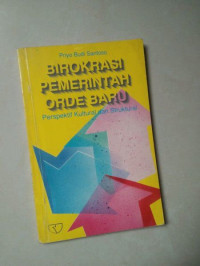 Priyo Budi Santoso
BIROKRASI
PEMERINTAH
ORDE BARU
Perspektif Kultural dan Struktural